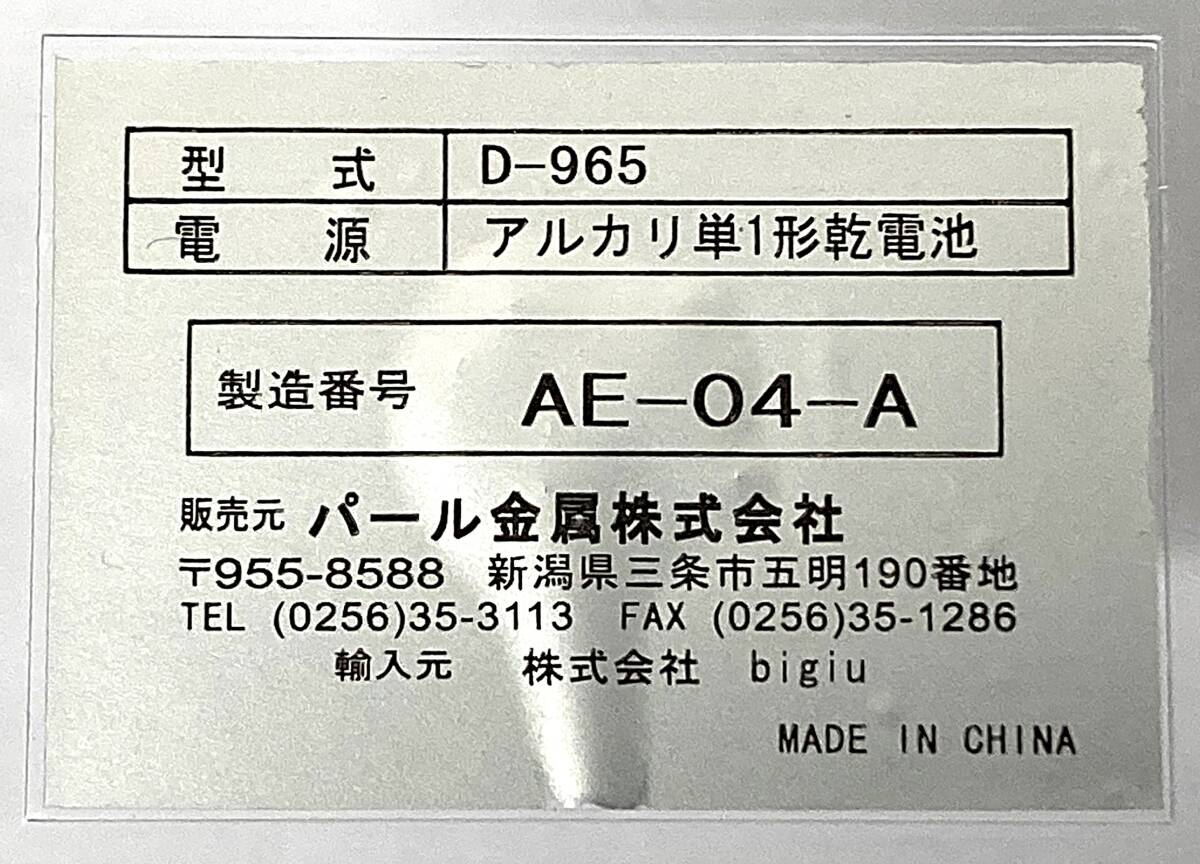 型式 D-965
電源 アルカリ単1形乾電池
製造番号 AE-04-A
販売元 パール金属株式会社
〒955-8588 新潟県三条市五明190番地
TEL (0256)35-3113 FAX (0256)35-1286
輸入元 株式会社 bigiu
MADE IN CHINA